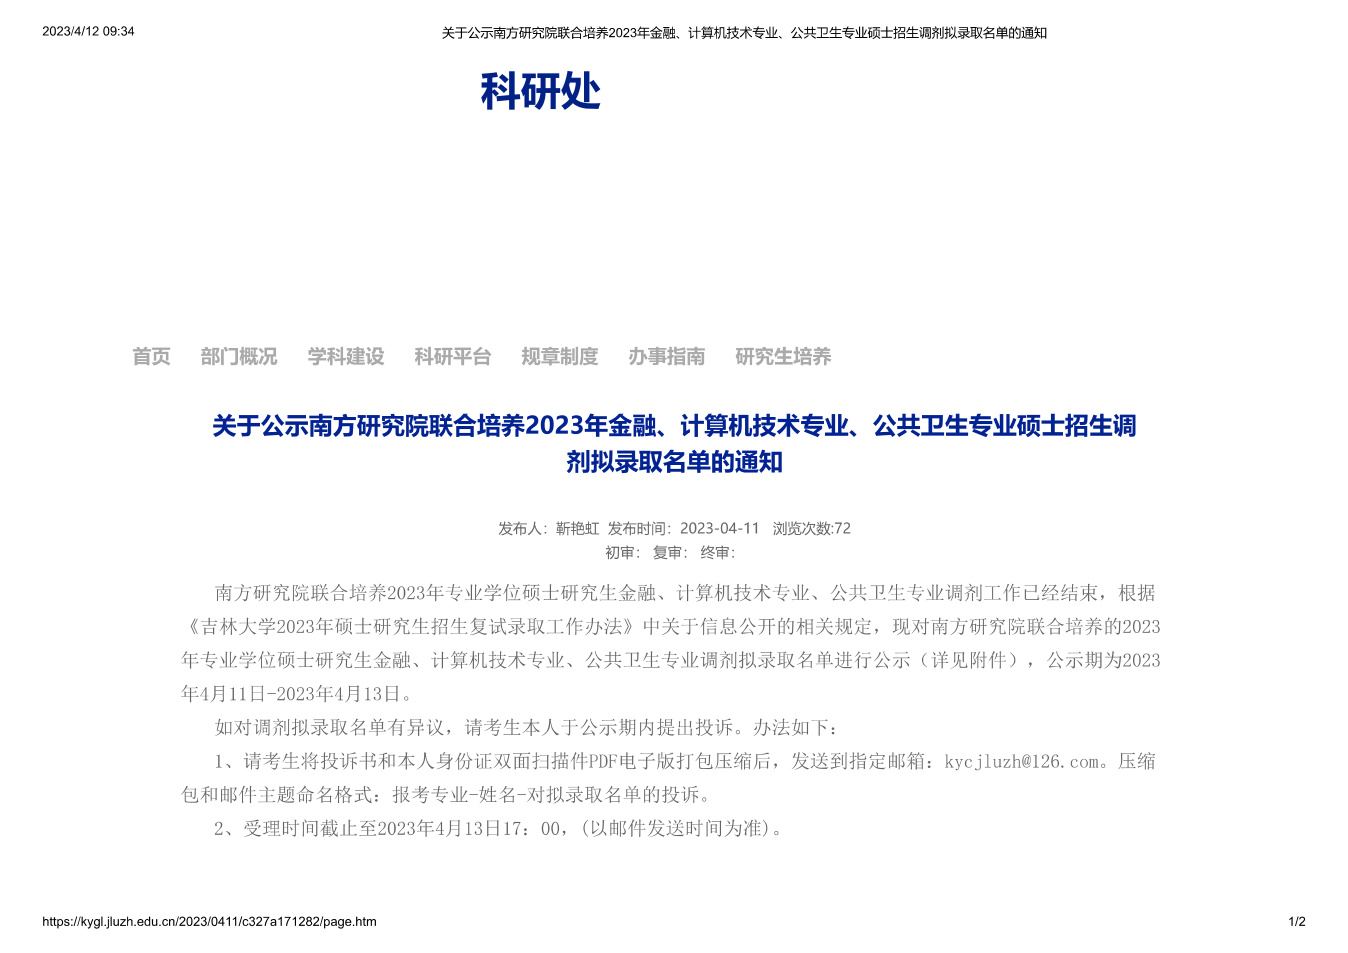 2023/4/12 09:34
关于公示南方研究院联合培养2023年金融、计算机技术专业、公共卫生专业硕士招生调剂拟录取名单的通知
科研处
首页 部门概况 学科建设 科研平台 规章制度 办事指南 研究生培养
关于公示南方研究院联合培养2023年金融、计算机技术专业、公共卫生专业硕士招生调
剂拟录取名单的通知
发布人：靳艳虹 发布时间：2023-04-11 浏览次数:72
初审： 复审： 终审：
南方研究院联合培养2023年专业学位硕士研究生金融、计算机技术专业、公共卫生专业调剂工作已经结束，根据
《吉林大学2023年硕士研究生招生复试录取工作办法》中关于信息公开的相关规定，现对南方研究院联合培养的2023
年专业学位硕士研究生金融、计算机技术专业、公共卫生专业调剂拟录取名单进行公示（详见附件），公示期为2023
年4月11日-2023年4月13日。
如对调剂拟录取名单有异议，请考生本人于公示期内提出投诉。办法如下：
1、请考生将投诉书和本人身份证双面扫描件PDF电子版打包压缩后，发送到指定邮箱：kycjluzh@126.com。压缩
包和邮件主题命名格式：报考专业-姓名-对拟录取名单的投诉。
2、受理时间截止至2023年4月13日17：00，(以邮件发送时间为准)。
https://kygl.jluzh.edu.cn/2023/0411/c327a171282/page.htm
1/2